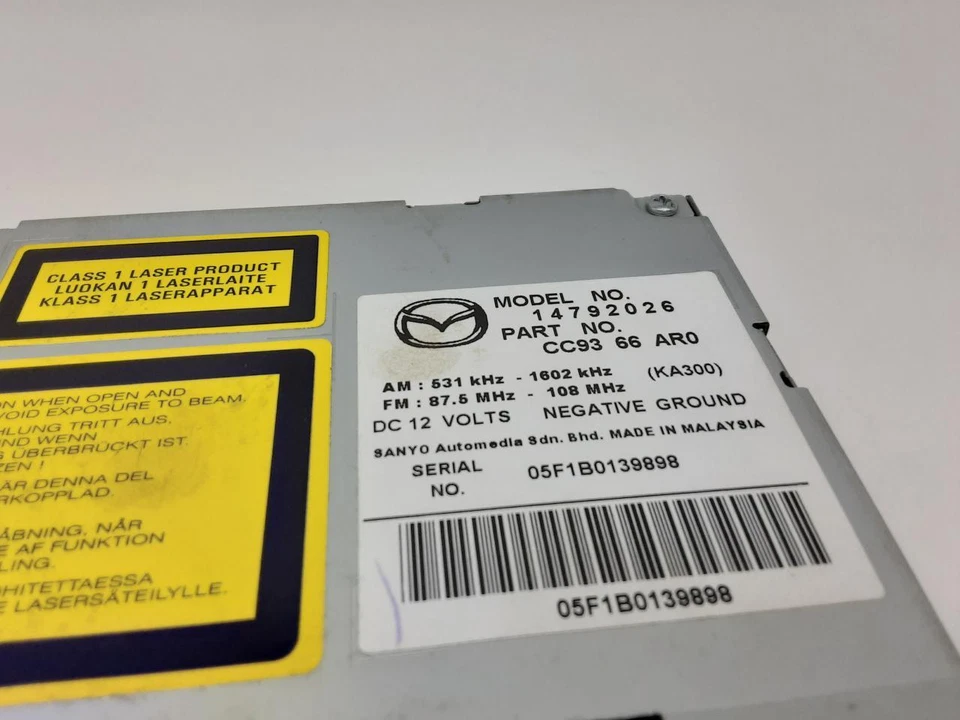 CLASS 1 LASER PRODUCT
LUOKAN 1 LASERLAITE
KLASS 1 LASERAPPARAT
ON WHEN OPEN AND
VOID EXPOSURE TO BEAM.
HLUNG TRITT AUS,
UND WENN
G ÜBERBRÜCKT IST.
ZEN !
ÄR DENNA DEL
RKOPPLAD.
ÅBNING, NÅR
E AF FUNKTION
LING.
OHITETTAESSA
E LASERSÄTEILYLLE.
MODEL NO.
14792026
PART NO.
CC93 66 AR0
AM : 531 kHz - 1602 kHz (KA300)
FM : 87.5 MHz - 108 MHz
DC 12 VOLTS NEGATIVE GROUND
SANYO Automedia Sdn. Bhd. MADE IN MALAYSIA
SERIAL NO. 05F1B0139898
05F1B0139898